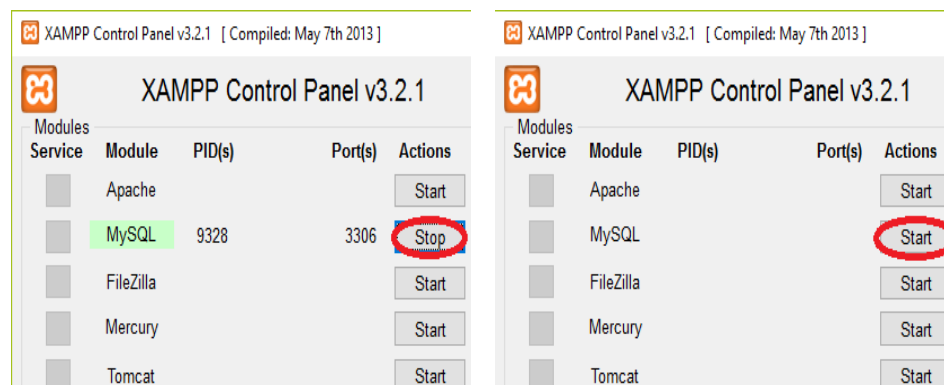 XAMPP Control Panel v3.2.1 [ Compiled: May 7th 2013 ]
XAMPP Control Panel v3.2.1
Modules
Service Module PID(s) Port(s) Actions
Apache Start
MySQL 9328 3306 Stop
FileZilla Start
Mercury Start
Tomcat Start
XAMPP Control Panel v3.2.1 [ Compiled: May 7th 2013 ]
XAMPP Control Panel v3.2.1
Modules
Service Module PID(s) Port(s) Actions
Apache Start
MySQL Start
FileZilla Start
Mercury Start
Tomcat Start